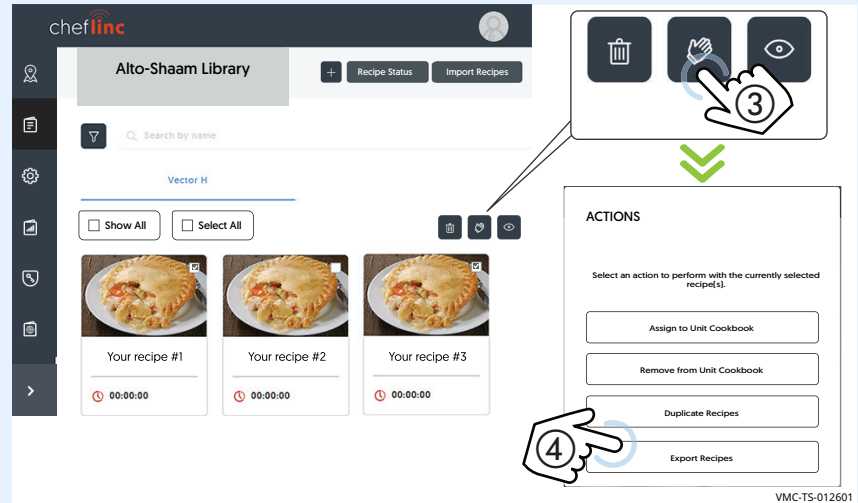 cheflinc
Alto-Shaam Library
+ Recipe Status Import Recipes
Search by name
Vector H
Show All Select All
Your recipe #1 Your recipe #2 Your recipe #3
00:00:00 00:00:00 00:00:00
3
ACTIONS
Select an action to perform with the currently selected
recipe[s].
Assign to Unit Cookbook
Remove from Unit Cookbook
Duplicate Recipes
4
Export Recipes
VMC-TS-012601